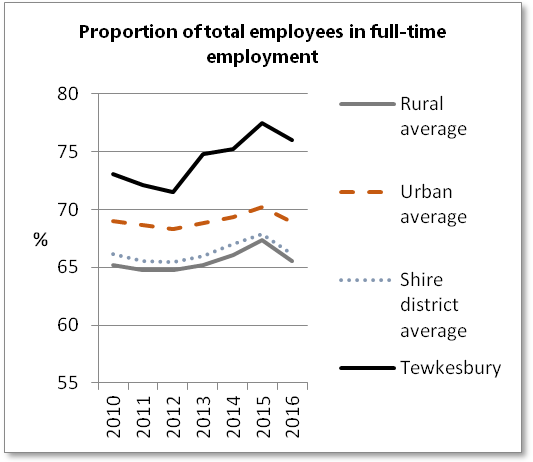 Proportion of total employees in full-time
employment
80
75
70
65
60
55
%
2010
2011
2012
2013
2014
2015
2016
Rural
average
Urban
average
Shire
district
average
Tewkesbury